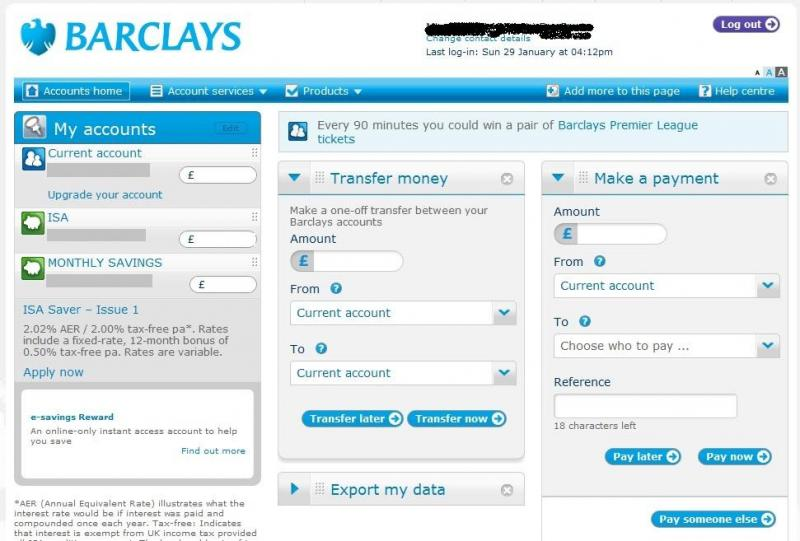 BARCLAYS
Change contact details
Last log-in: Sun 29 January at 04:12pm
Log out
A A A
Accounts home
Account services
Products
Add more to this page
Help centre
My accounts
Edit
Current account
£
Upgrade your account
ISA
£
MONTHLY SAVINGS
£
ISA Saver – Issue 1
2.02% AER / 2.00% tax-free pa*. Rates
include a fixed-rate, 12-month bonus of
0.50% tax-free pa. Rates are variable.
Apply now
e-savings Reward
An online-only instant access account to help
you save
Find out more
*AER (Annual Equivalent Rate) illustrates what the
interest rate would be if interest was paid and
compounded once each year. Tax-free: Indicates
that interest is exempt from UK income tax provided
Every 90 minutes you could win a pair of Barclays Premier League
tickets
Transfer money
Make a one-off transfer between your
Barclays accounts
Amount
£
From ?
Current account
To ?
Current account
Transfer later
Transfer now
Export my data
Make a payment
Amount
£
From ?
Current account
To ?
Choose who to pay ...
Reference
18 characters left
Pay later
Pay now
Pay someone else